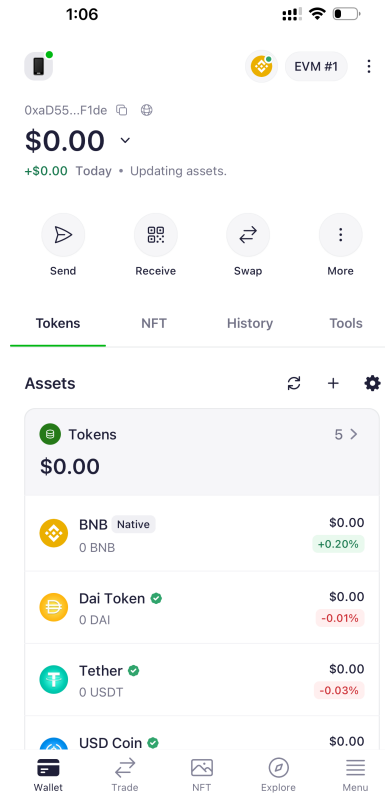 1:06
EVM #1
0xaD55...F1de
$0.00
+$0.00 Today • Updating assets.
Send Receive Swap More
Tokens NFT History Tools
Assets
Tokens 5
$0.00
BNB Native $0.00
0 BNB +0.20%
Dai Token $0.00
0 DAI -0.01%
Tether $0.00
0 USDT -0.03%
USD Coin $0.00
Wallet Trade NFT Explore Menu